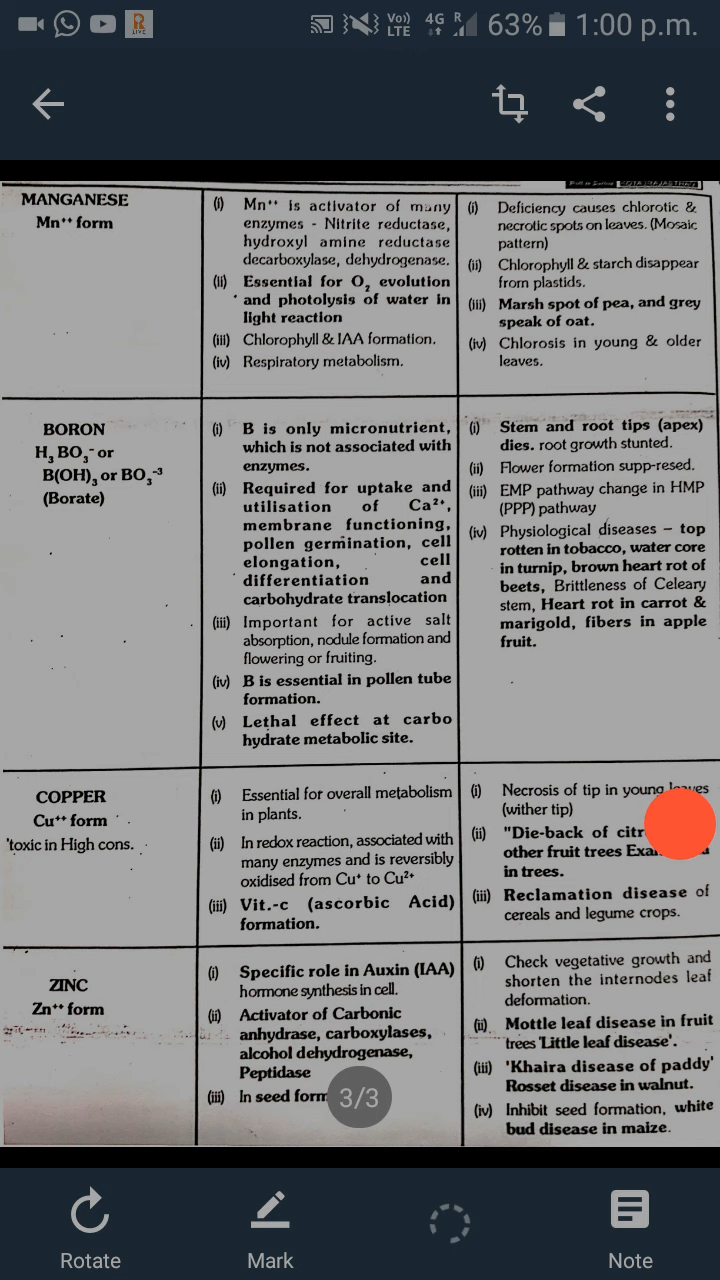 R
LIVE
Vo))
LTE
4G
R
63%
1:00 p.m.
MANGANESE
Mn⁺⁺ form
(i) Mn⁺⁺ is activator of many
enzymes - Nitrite reductase,
hydroxyl amine reductase
decarboxylase, dehydrogenase.
(ii) Essential for O₂ evolution
and photolysis of water in
light reaction
(iii) Chlorophyll & IAA formation.
(iv) Respiratory metabolism.
(i) Deficiency causes chlorotic &
necrotic spots on leaves. (Mosaic
pattern)
(ii) Chlorophyll & starch disappear
from plastids.
(iii) Marsh spot of pea, and grey
speak of oat.
(iv) Chlorosis in young & older
leaves.
BORON
H₃ BO₃⁻ or
B(OH)₃ or BO₃⁻³
(Borate)
(i) B is only micronutrient,
which is not associated with
enzymes.
(ii) Required for uptake and
utilisation of Ca²⁺,
membrane functioning,
pollen germination, cell
elongation, cell
differentiation and
carbohydrate translocation
(iii) Important for active salt
absorption, nodule formation and
flowering or fruiting.
(iv) B is essential in pollen tube
formation.
(v) Lethal effect at carbo
hydrate metabolic site.
(i) Stem and root tips (apex)
dies. root growth stunted.
(ii) Flower formation supp-resed.
(iii) EMP pathway change in HMP
(PPP) pathway
(iv) Physiological diseases – top
rotten in tobacco, water core
in turnip, brown heart rot of
beets, Brittleness of Celeary
stem, Heart rot in carrot &
marigold, fibers in apple
fruit.
COPPER
Cu⁺⁺ form
'toxic in High cons.
(i) Essential for overall metabolism
in plants.
(ii) In redox reaction, associated with
many enzymes and is reversibly
oxidised from Cu⁺ to Cu²⁺
(iii) Vit.-c (ascorbic Acid)
formation.
(i) Necrosis of tip in young leaves
(wither tip)
(ii) "Die-back of citr
other fruit trees
in trees.
(iii) Reclamation disease of
cereals and legume crops.
ZINC
Zn⁺⁺ form
(i) Specific role in Auxin (IAA)
hormone synthesis in cell.
(ii) Activator of Carbonic
anhydrase, carboxylases,
alcohol dehydrogenase,
Peptidase
(iii) In seed form
3/3
(i) Check vegetative growth and
shorten the internodes leaf
deformation.
(ii) Mottle leaf disease in fruit
trees 'Little leaf disease'.
(iii) 'Khaira disease of paddy'
Rosset disease in walnut.
(iv) Inhibit seed formation, white
bud disease in maize.
Rotate
Mark
Note